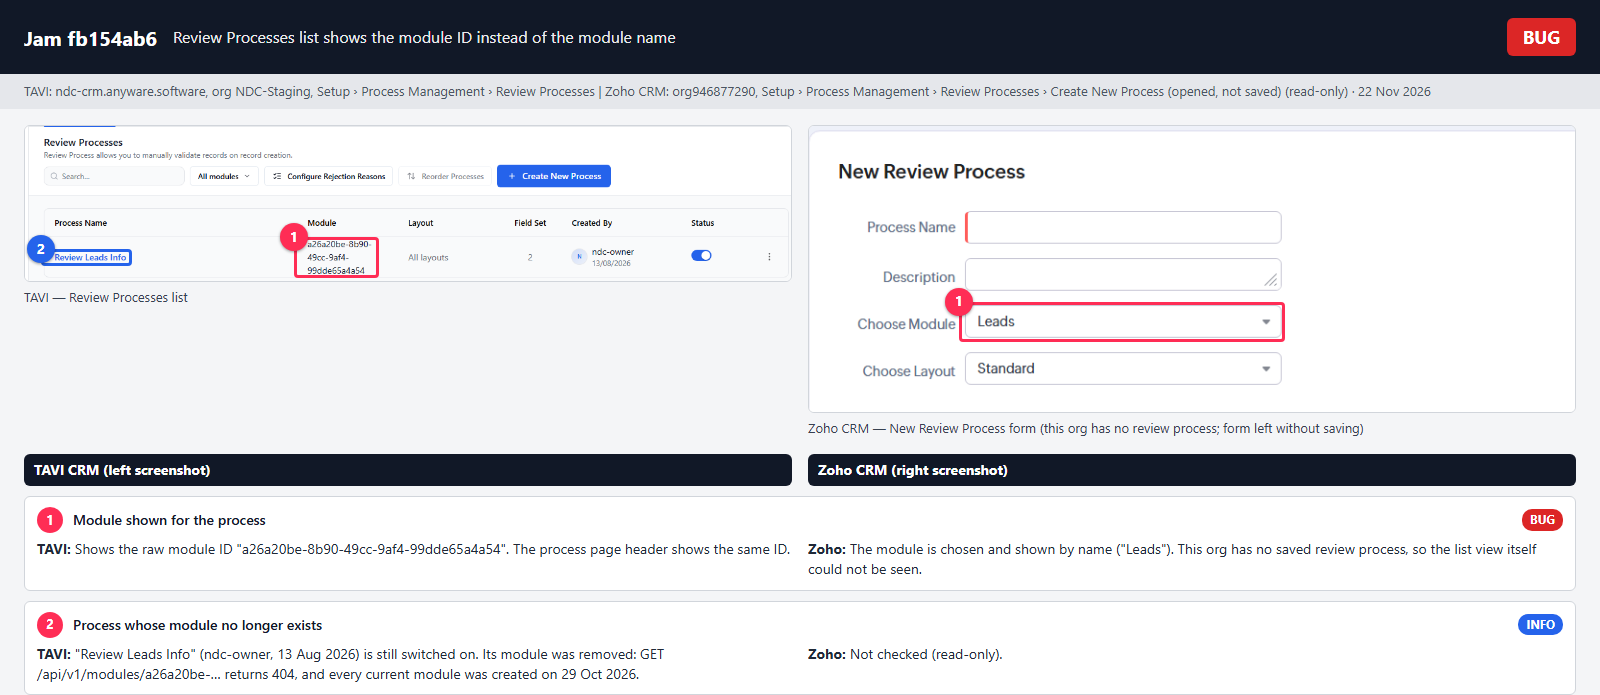 Jam fb154ab6 Review Processes list shows the module ID instead of the module name
BUG
TAVI: ndc-crm.anyware.software, org NDC-Staging, Setup › Process Management › Review Processes | Zoho CRM: org946877290, Setup › Process Management › Review Processes › Create New Process (opened, not saved) (read-only) · 22 Nov 2026
Review Processes
Review Process allows you to manually validate records on record creation.
Search... All modules Configure Rejection Reasons Reorder Processes + Create New Process
Process Name Module Layout Field Set Created By Status
2 Review Leads Info
1
a26a20be-8b90-
49cc-9af4-
99dde65a4a54
All layouts 2 N ndc-owner
13/08/2026
TAVI — Review Processes list
New Review Process
Process Name
Description
1
Choose Module Leads
Choose Layout Standard
Zoho CRM — New Review Process form (this org has no review process; form left without saving)
TAVI CRM (left screenshot)
Zoho CRM (right screenshot)
1 Module shown for the process
BUG
TAVI: Shows the raw module ID "a26a20be-8b90-49cc-9af4-99dde65a4a54". The process page header shows the same ID.
Zoho: The module is chosen and shown by name ("Leads"). This org has no saved review process, so the list view itself
could not be seen.
2 Process whose module no longer exists
INFO
TAVI: "Review Leads Info" (ndc-owner, 13 Aug 2026) is still switched on. Its module was removed: GET
/api/v1/modules/a26a20be-... returns 404, and every current module was created on 29 Oct 2026.
Zoho: Not checked (read-only).